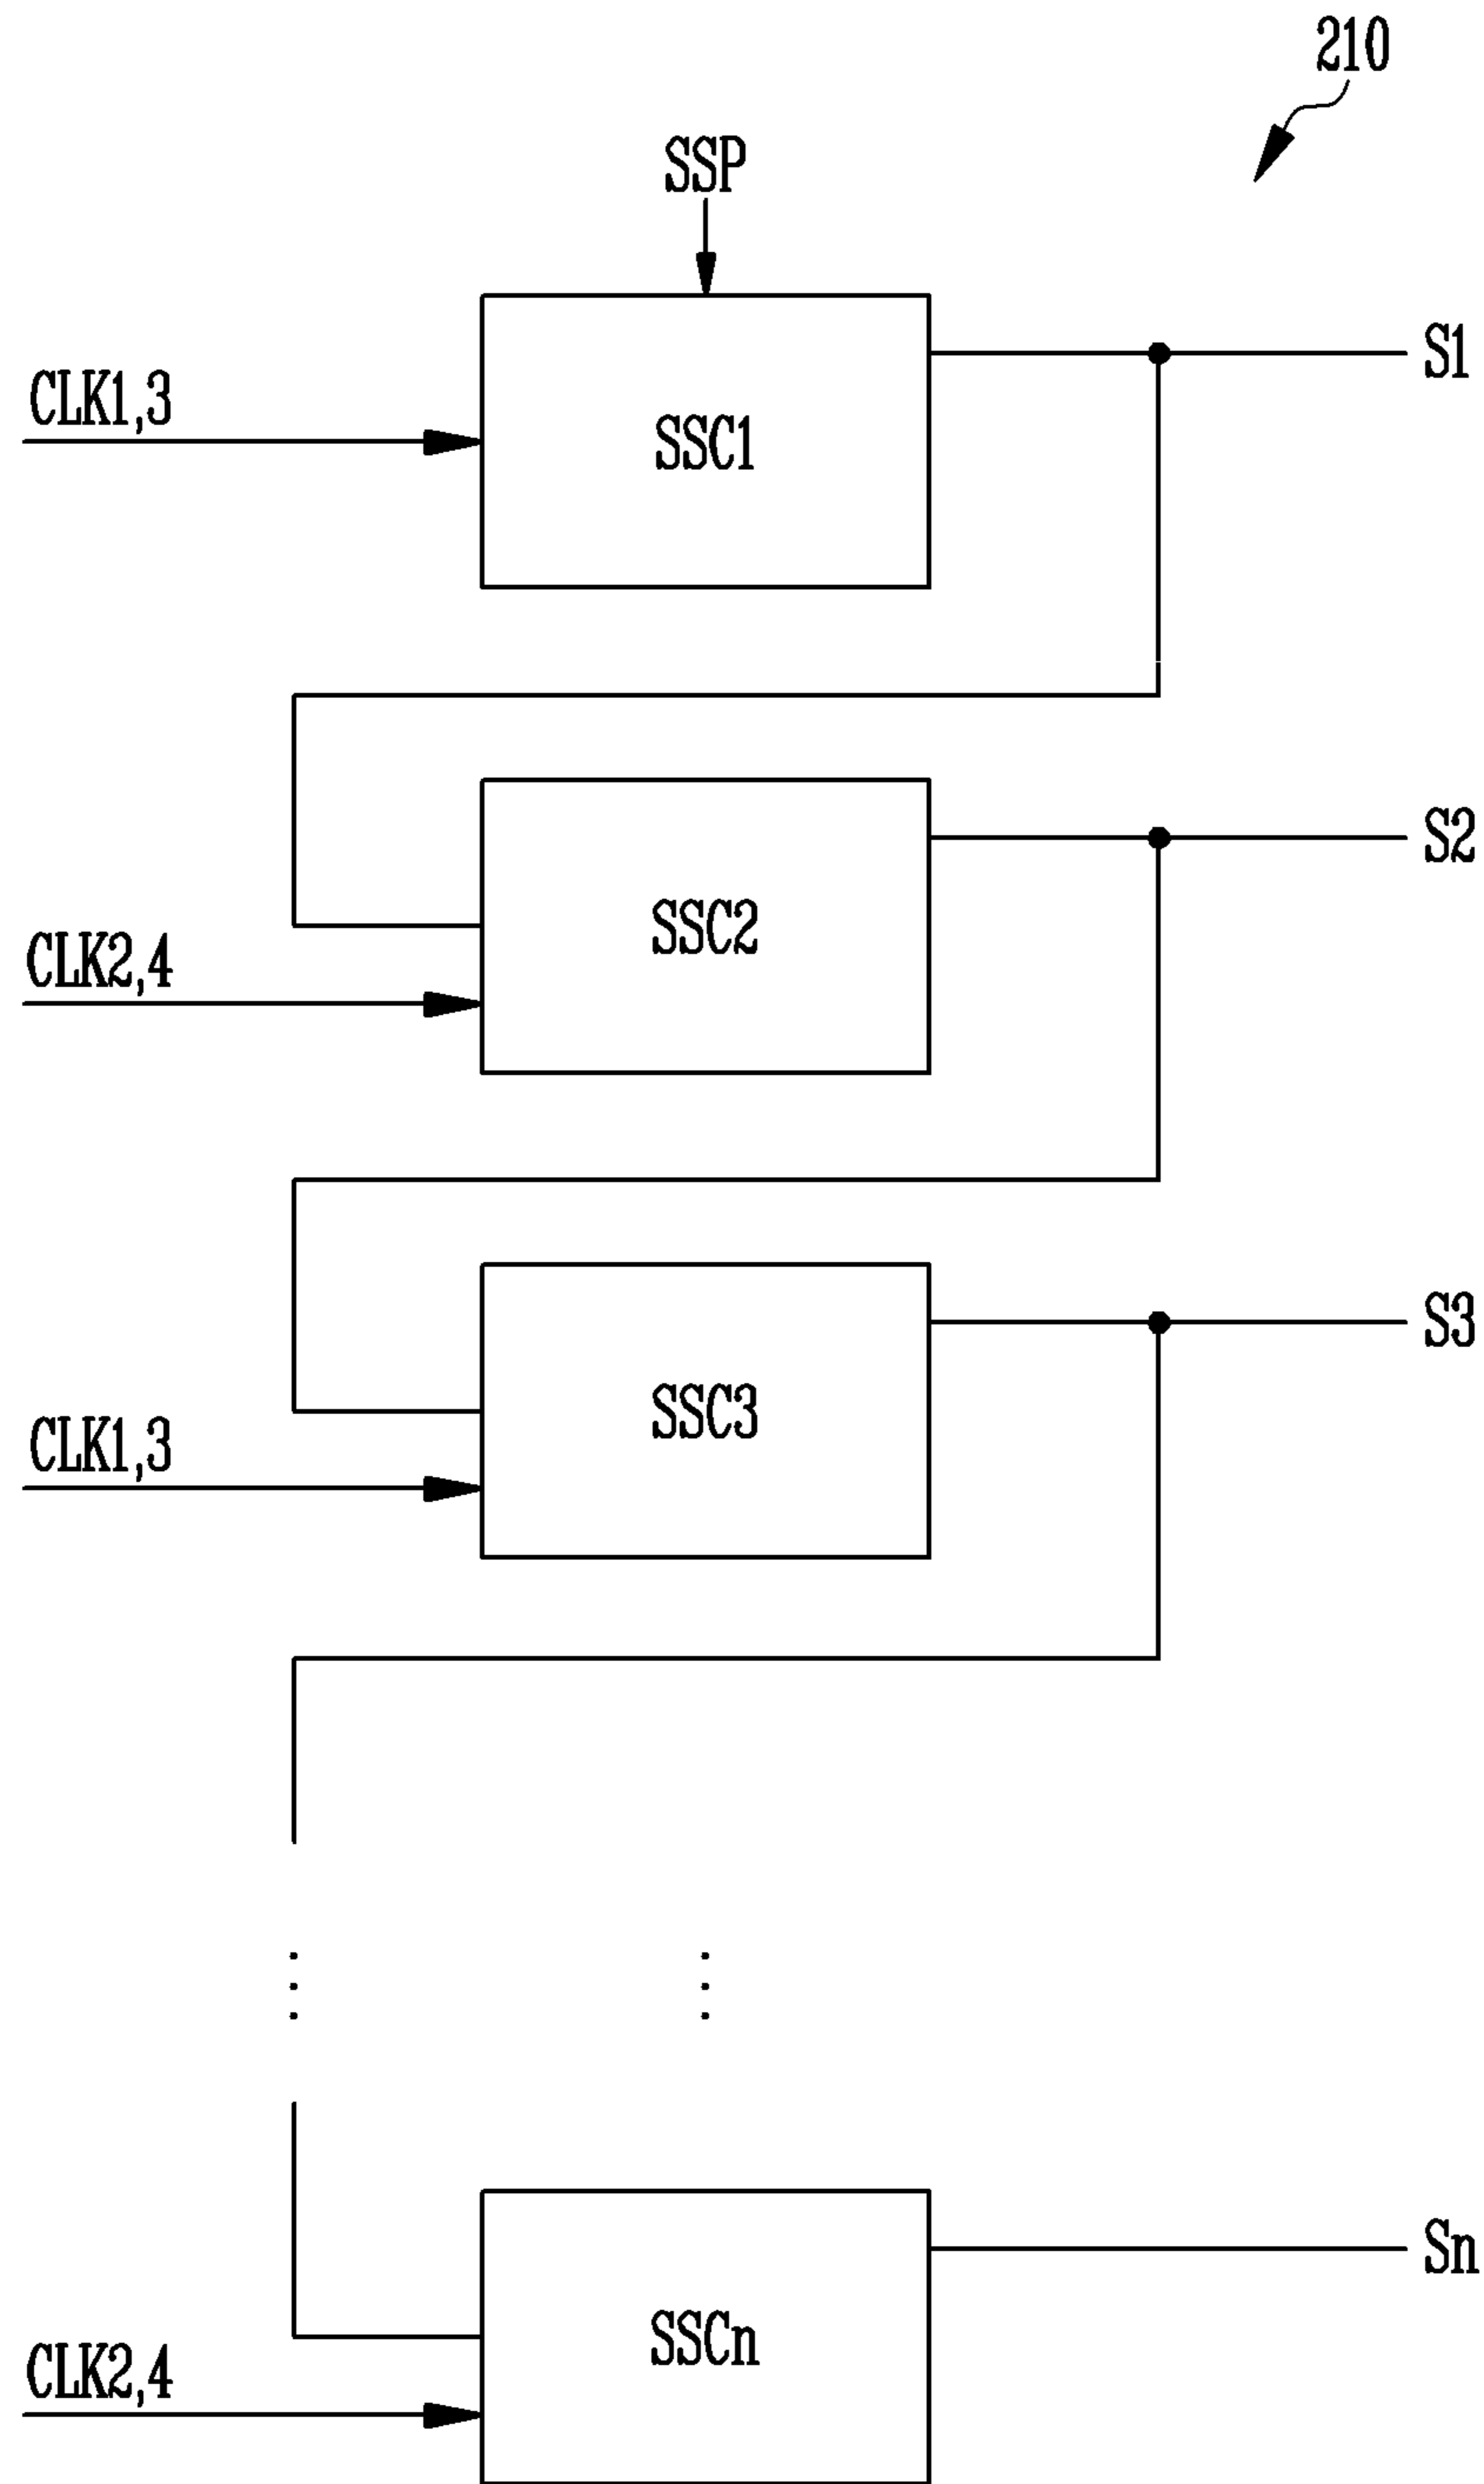 210
SSP
S1
CLK1,3
SSC1
S2
SSC2
CLK2,4
S3
SSC3
CLK1,3
Sn
SSCn
CLK2,4